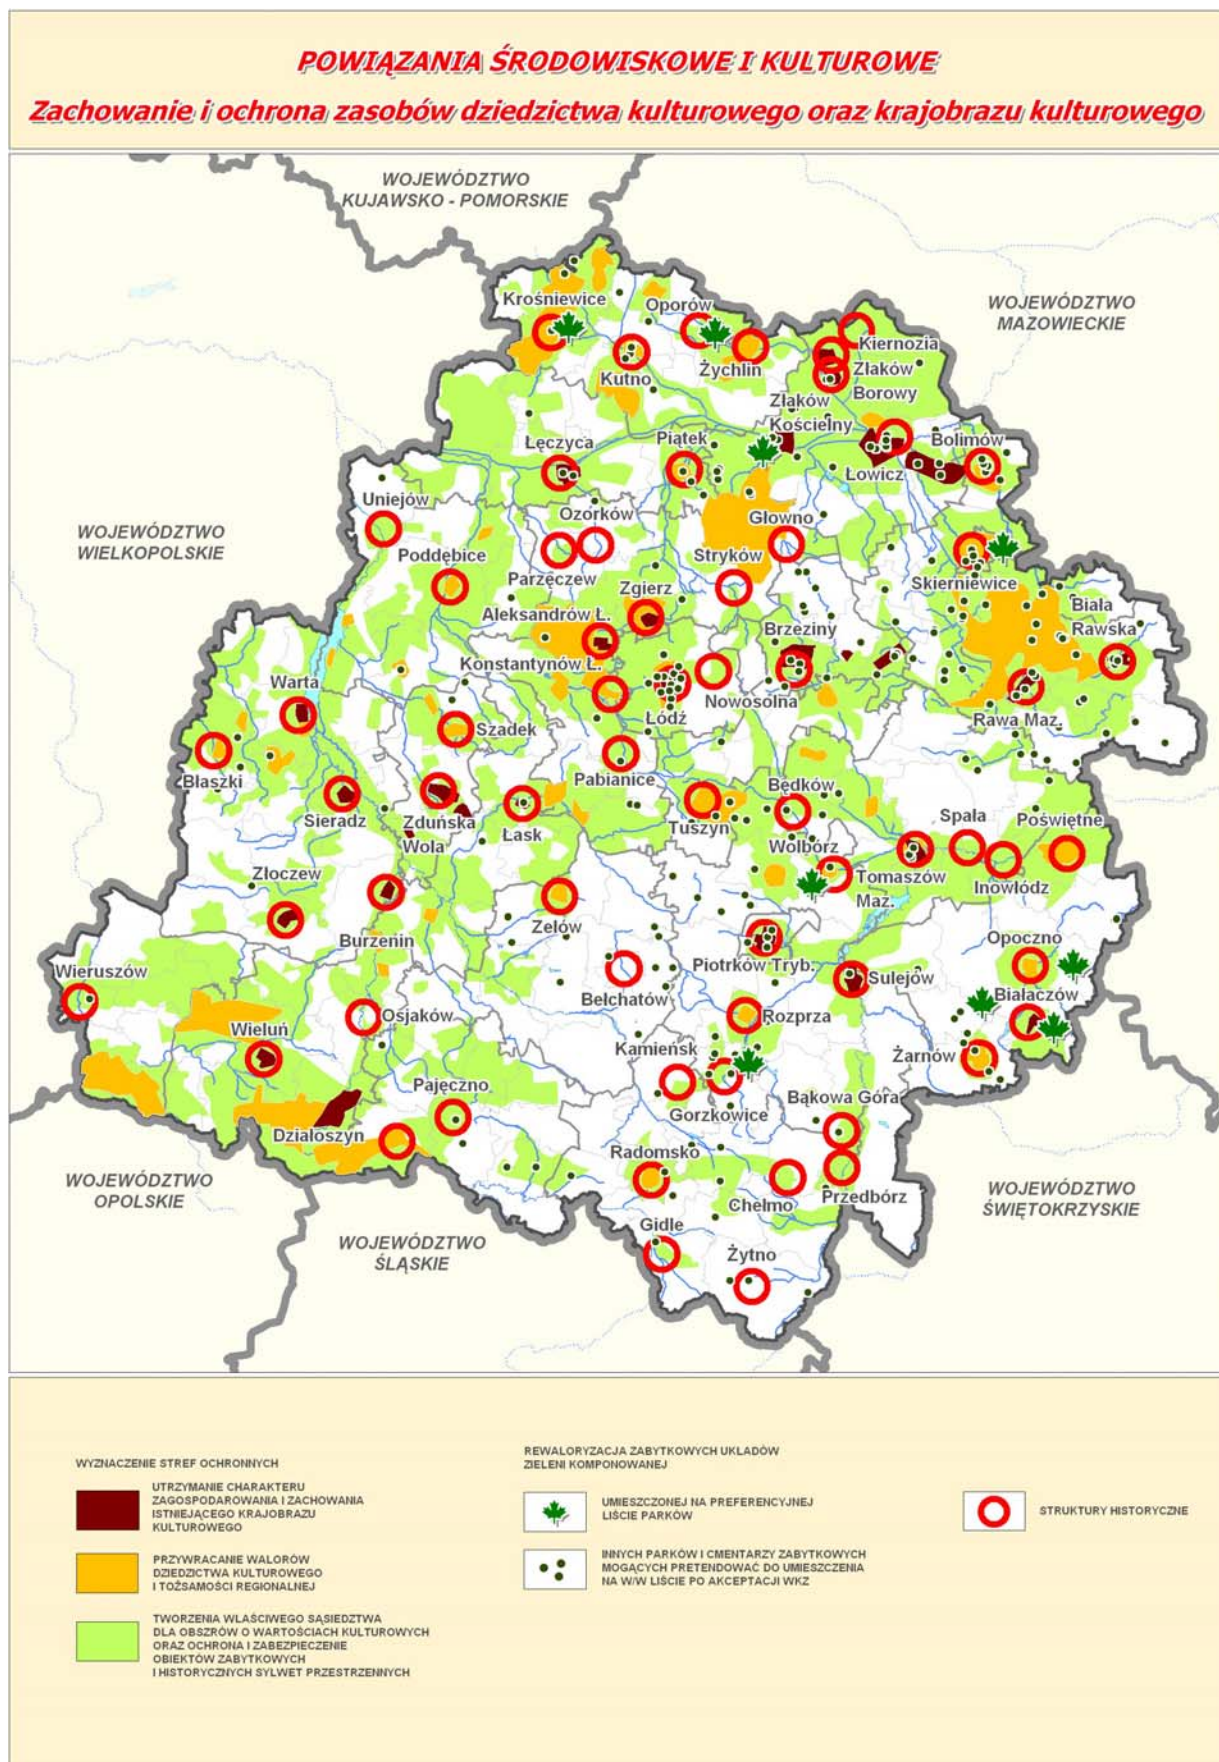 POWIĄZANIA ŚRODOWISKOWE I KULTUROWE
Zachowanie i ochrona zasobów dziedzictwa kulturowego oraz krajobrazu kulturowego
WOJEWÓDZTWO
KUJAWSKO - POMORSKIE
WOJEWÓDZTWO
MAZOWIECKIE
WOJEWÓDZTWO
WIELKOPOLSKIE
Krośniewice
Oporów
Kiernozia
Kutno
Żychlin
Złaków
Borowy
Złaków
Kościelny
Łęczyca
Piątek
Bolimów
Łowicz
Uniejów
Ozorków
Głowno
Poddębice
Parzęczew
Stryków
Skierniewice
Zgierz
Aleksandrów Ł.
Biała
Rawska
Brzeziny
Konstantynów Ł.
Warta
Nowosolna
Łódź
Rawa Maz.
Szadek
Błaszki
Pabianice
Będków
Sieradz
Zduńska
Wola
Łask
Tuszyn
Spała
Poświętne
Wolbórz
Złoczew
Tomaszów
Maz.
Inowłódz
Zelów
Burzenin
Opoczno
Wieruszów
Piotrków Tryb.
Sulejów
Bełchatów
Białaczów
Osjaków
Rozprza
Wieluń
Kamieńsk
Żarnów
Pajęczno
Gorzkowice
Bąkowa Góra
Działoszyn
Radomsko
Chełmo
Przedbórz
Gidle
Żytno
WOJEWÓDZTWO
OPOLSKIE
WOJEWÓDZTWO
ŚLĄSKIE
WOJEWÓDZTWO
ŚWIĘTOKRZYSKIE
WYZNACZENIE STREF OCHRONNYCH
UTRZYMANIE CHARAKTERU
ZAGOSPODAROWANIA I ZACHOWANIA
ISTNIEJĄCEGO KRAJOBRAZU
KULTUROWEGO
PRZYWRACANIE WALORÓW
DZIEDZICTWA KULTUROWEGO
I TOŻSAMOŚCI REGIONALNEJ
TWORZENIA WŁAŚCIWEGO SĄSIEDZTWA
DLA OBSZRÓW O WARTOŚCIACH KULTUROWYCH
ORAZ OCHRONA I ZABEZPIECZENIE
OBIEKTÓW ZABYTKOWYCH
I HISTORYCZNYCH SYLWET PRZESTRZENNYCH
REWALORYZACJA ZABYTKOWYCH UKŁADÓW
ZIELENI KOMPONOWANEJ
UMIESZCZONEJ NA PREFERENCYJNEJ
LIŚCIE PARKÓW
INNYCH PARKÓW I CMENTARZY ZABYTKOWYCH
MOGĄCYCH PRETENDOWAĆ DO UMIESZCZENIA
NA W/W LIŚCIE PO AKCEPTACJI WKZ
STRUKTURY HISTORYCZNE